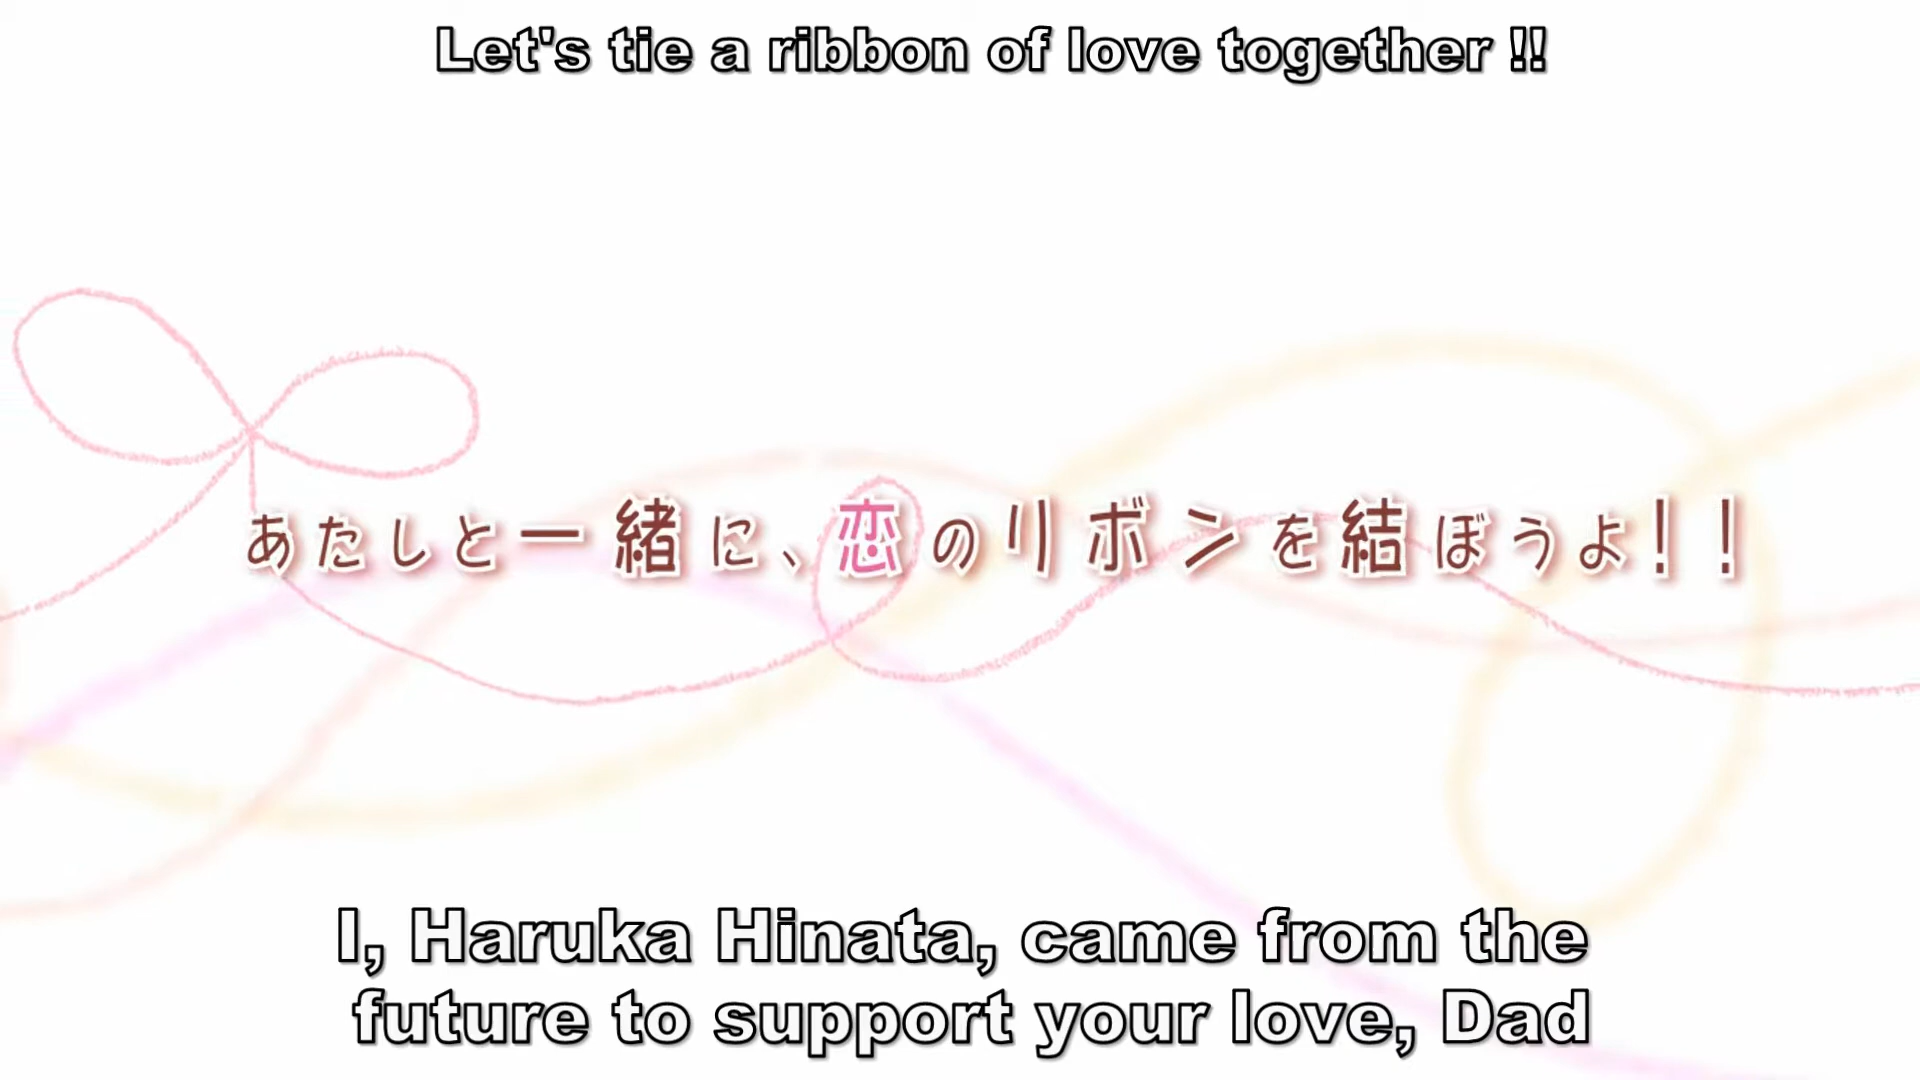 Let's tie a ribbon of love together !!
あたしと一緒に、恋のリボンを結ぼうよ！！
I, Haruka Hinata, came from the
future to support your love, Dad